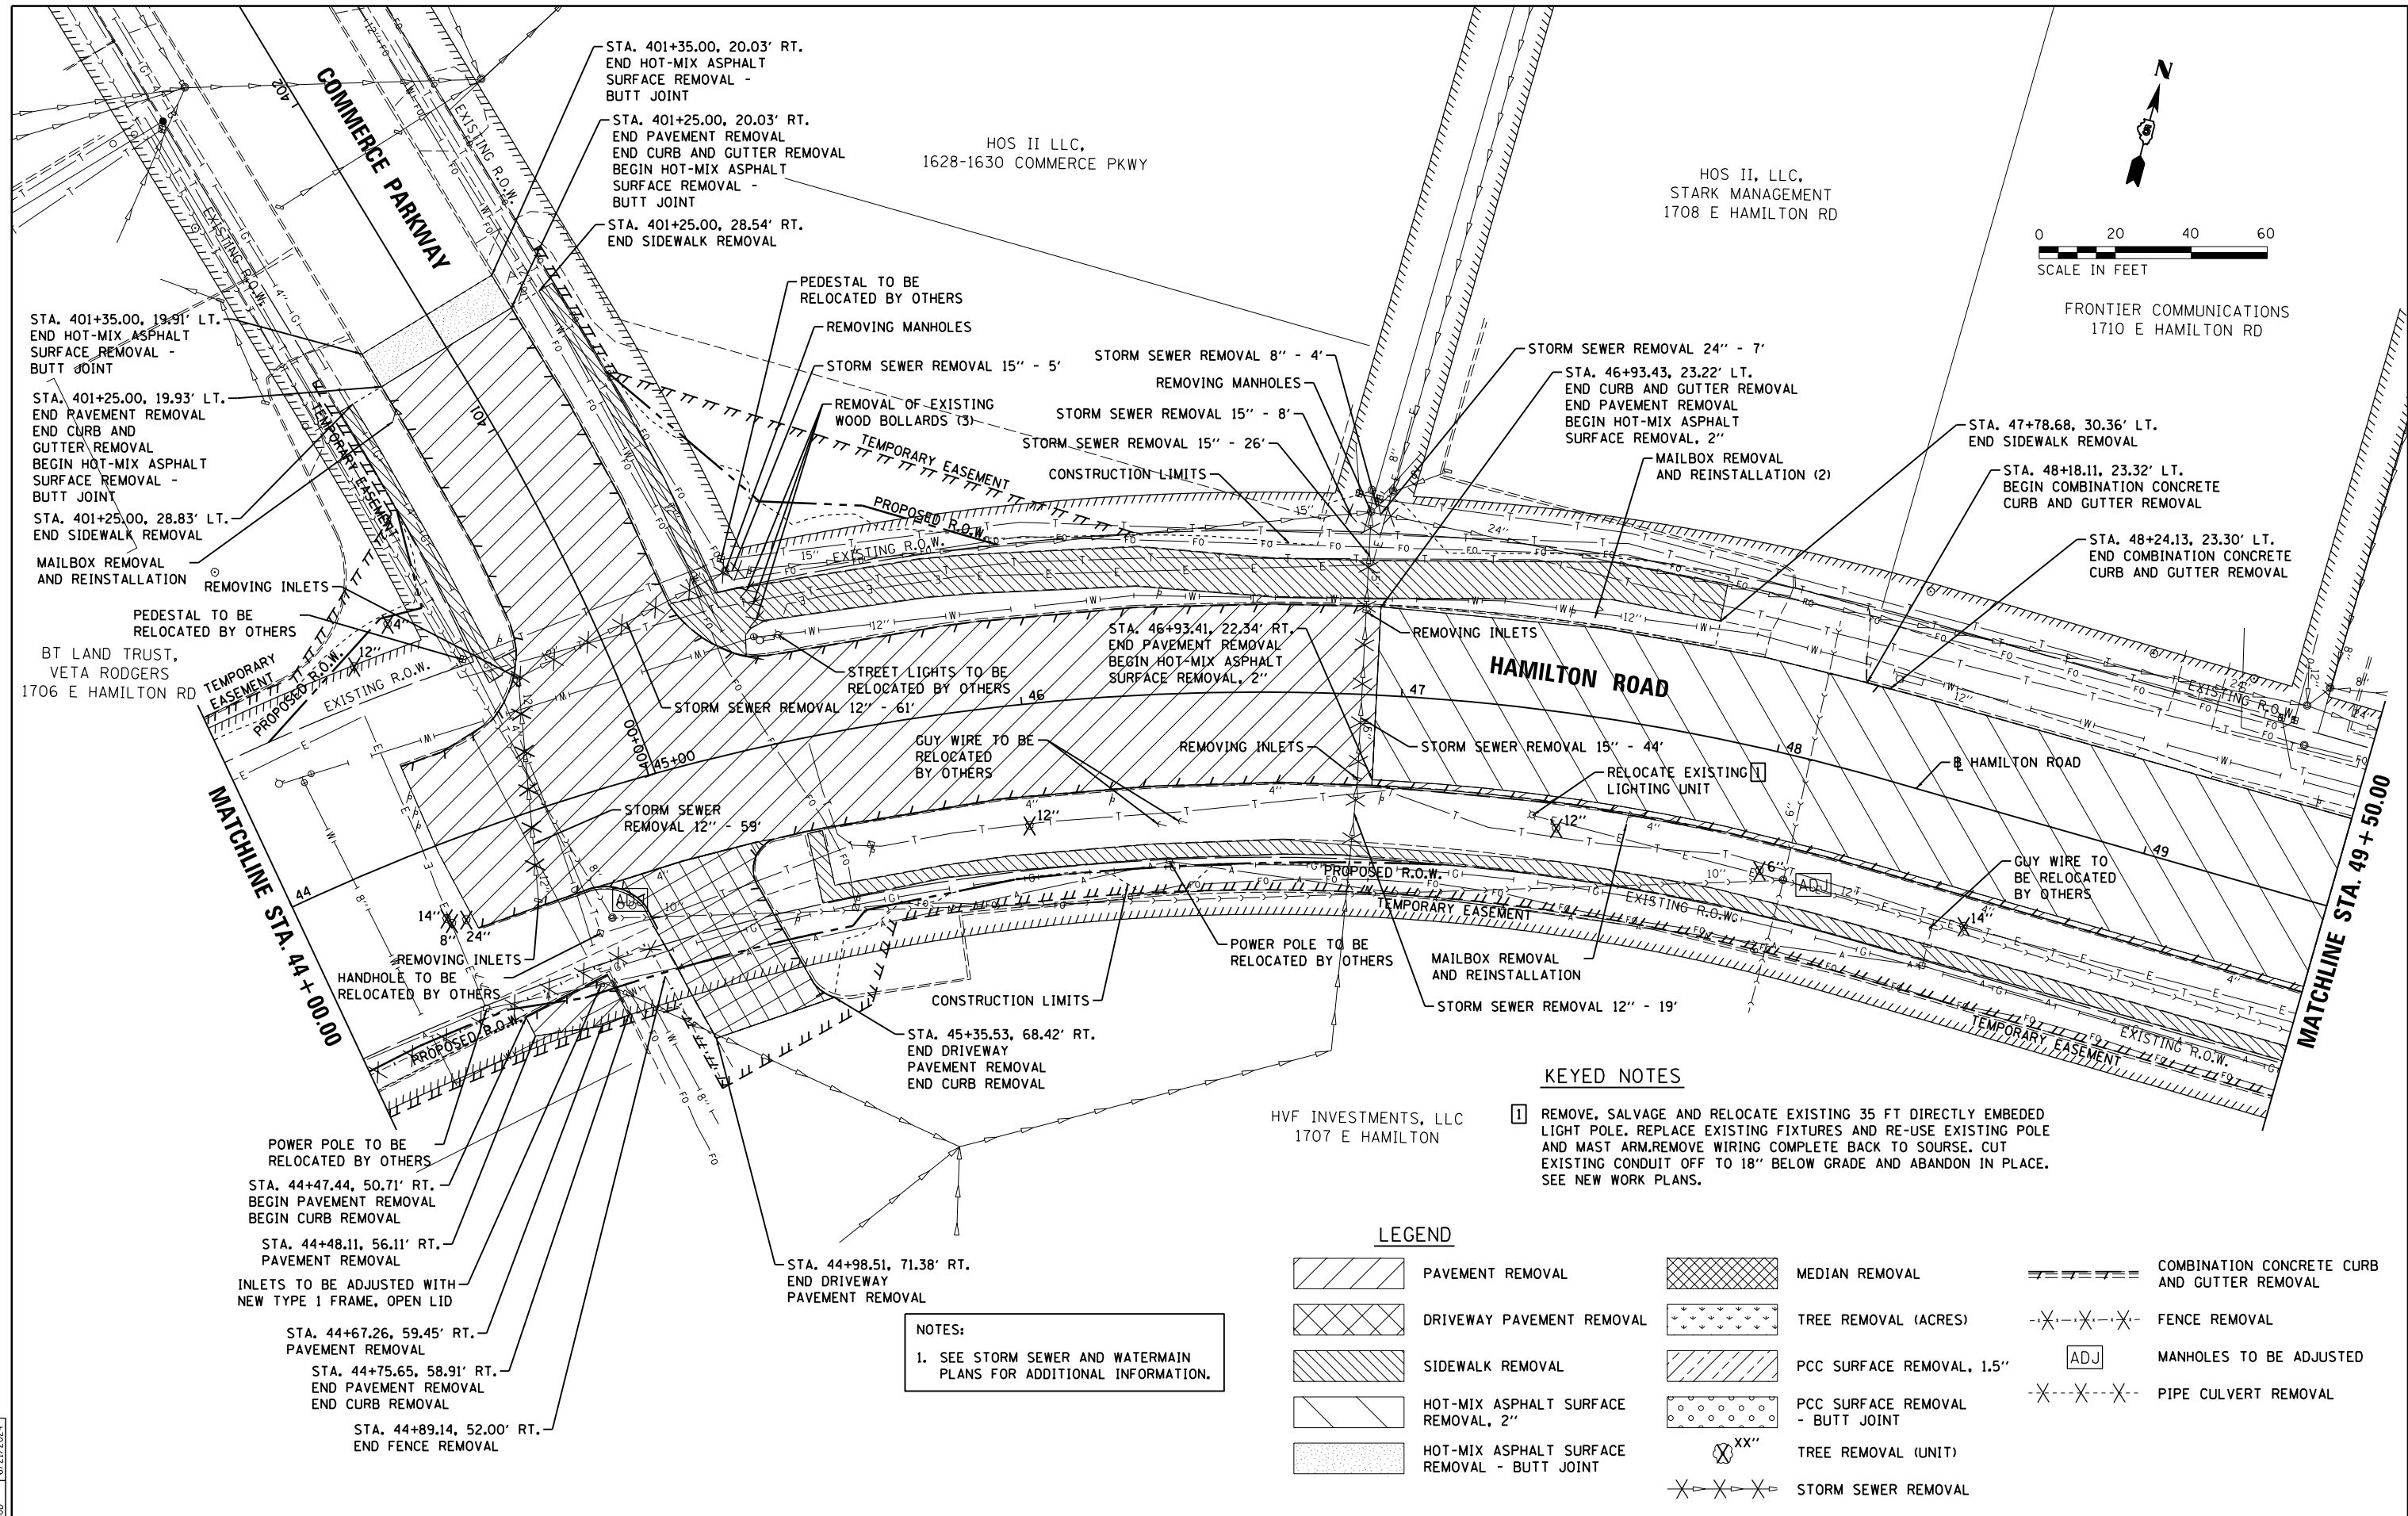 STA. 401+35.00, 20.03' RT.
END HOT-MIX ASPHALT
SURFACE REMOVAL -
BUTT JOINT
STA. 401+25.00, 20.03' RT.
END PAVEMENT REMOVAL
END CURB AND GUTTER REMOVAL
BEGIN HOT-MIX ASPHALT
SURFACE REMOVAL -
BUTT JOINT
STA. 401+25.00, 28.54' RT.
END SIDEWALK REMOVAL
COMMERCE PARKWAY
402
401
EXISTING R.O.W.
EXISTING R.O.W.
HOS II LLC,
1628-1630 COMMERCE PKWY
HOS II, LLC,
STARK MANAGEMENT
1708 E HAMILTON RD
N
0 20 40 60
SCALE IN FEET
FRONTIER COMMUNICATIONS
1710 E HAMILTON RD
STA. 401+35.00, 19.91' LT.
END HOT-MIX ASPHALT
SURFACE REMOVAL -
BUTT JOINT
STA. 401+25.00, 19.93' LT.
END PAVEMENT REMOVAL
END CURB AND
GUTTER REMOVAL
BEGIN HOT-MIX ASPHALT
SURFACE REMOVAL -
BUTT JOINT
STA. 401+25.00, 28.83' LT.
END SIDEWALK REMOVAL
MAILBOX REMOVAL
AND REINSTALLATION
REMOVING INLETS
PEDESTAL TO BE
RELOCATED BY OTHERS
BT LAND TRUST,
VETA RODGERS
1706 E HAMILTON RD
TEMPORARY
EASEMENT
PROPOSED R.O.W.
EXISTING R.O.W.
TEMPORARY EASEMENT
PEDESTAL TO BE
RELOCATED BY OTHERS
REMOVING MANHOLES
STORM SEWER REMOVAL 15" - 5'
REMOVAL OF EXISTING
WOOD BOLLARDS (3)
TEMPORARY EASEMENT
PROPOSED R.O.W.
EXISTING R.O.W.
STORM SEWER REMOVAL 8" - 4'
REMOVING MANHOLES
STORM SEWER REMOVAL 15" - 8'
STORM SEWER REMOVAL 15" - 26'
CONSTRUCTION LIMITS
STORM SEWER REMOVAL 24" - 7'
STA. 46+93.43, 23.22' LT.
END CURB AND GUTTER REMOVAL
END PAVEMENT REMOVAL
BEGIN HOT-MIX ASPHALT
SURFACE REMOVAL, 2"
MAILBOX REMOVAL
AND REINSTALLATION (2)
STA. 47+78.68, 30.36' LT.
END SIDEWALK REMOVAL
STA. 48+18.11, 23.32' LT.
BEGIN COMBINATION CONCRETE
CURB AND GUTTER REMOVAL
STA. 48+24.13, 23.30' LT.
END COMBINATION CONCRETE
CURB AND GUTTER REMOVAL
STREET LIGHTS TO BE
RELOCATED BY OTHERS
STORM SEWER REMOVAL 12" - 61'
STA. 46+93.41, 22.34' RT.
END PAVEMENT REMOVAL
BEGIN HOT-MIX ASPHALT
SURFACE REMOVAL, 2"
REMOVING INLETS
HAMILTON ROAD
GUY WIRE TO BE
RELOCATED
BY OTHERS
REMOVING INLETS
STORM SEWER REMOVAL 15" - 44'
RELOCATE EXISTING 1
LIGHTING UNIT
HAMILTON ROAD
EXISTING R.O.W.
400+00
45+00
44
46
47
48
49
MATCHLINE STA. 44+00.00
MATCHLINE STA. 49+50.00
STORM SEWER
REMOVAL 12" - 59'
12"
12"
6"
14"
14"
8"
24"
ADJ
ADJ
GUY WIRE TO
BE RELOCATED
BY OTHERS
PROPOSED R.O.W.
TEMPORARY EASEMENT
EXISTING R.O.W.
REMOVING INLETS
HANDHOLE TO BE
RELOCATED BY OTHERS
PROPOSED R.O.W.
POWER POLE TO BE
RELOCATED BY OTHERS
MAILBOX REMOVAL
AND REINSTALLATION
CONSTRUCTION LIMITS
STORM SEWER REMOVAL 12" - 19'
STA. 45+35.53, 68.42' RT.
END DRIVEWAY
PAVEMENT REMOVAL
END CURB REMOVAL
TEMPORARY EASEMENT
EXISTING R.O.W.
HVF INVESTMENTS, LLC
1707 E HAMILTON
KEYED NOTES
1 REMOVE, SALVAGE AND RELOCATE EXISTING 35 FT DIRECTLY EMBEDED
LIGHT POLE. REPLACE EXISTING FIXTURES AND RE-USE EXISTING POLE
AND MAST ARM.REMOVE WIRING COMPLETE BACK TO SOURSE. CUT
EXISTING CONDUIT OFF TO 18" BELOW GRADE AND ABANDON IN PLACE.
SEE NEW WORK PLANS.
POWER POLE TO BE
RELOCATED BY OTHERS
STA. 44+47.44, 50.71' RT.
BEGIN PAVEMENT REMOVAL
BEGIN CURB REMOVAL
STA. 44+48.11, 56.11' RT.
PAVEMENT REMOVAL
INLETS TO BE ADJUSTED WITH
NEW TYPE 1 FRAME, OPEN LID
STA. 44+67.26, 59.45' RT.
PAVEMENT REMOVAL
STA. 44+75.65, 58.91' RT.
END PAVEMENT REMOVAL
END CURB REMOVAL
STA. 44+89.14, 52.00' RT.
END FENCE REMOVAL
STA. 44+98.51, 71.38' RT.
END DRIVEWAY
PAVEMENT REMOVAL
NOTES:
1. SEE STORM SEWER AND WATERMAIN
PLANS FOR ADDITIONAL INFORMATION.
LEGEND
PAVEMENT REMOVAL
DRIVEWAY PAVEMENT REMOVAL
SIDEWALK REMOVAL
HOT-MIX ASPHALT SURFACE
REMOVAL, 2"
HOT-MIX ASPHALT SURFACE
REMOVAL - BUTT JOINT
MEDIAN REMOVAL
TREE REMOVAL (ACRES)
PCC SURFACE REMOVAL, 1.5"
PCC SURFACE REMOVAL
- BUTT JOINT
XX"
TREE REMOVAL (UNIT)
STORM SEWER REMOVAL
COMBINATION CONCRETE CURB
AND GUTTER REMOVAL
FENCE REMOVAL
ADJ
MANHOLES TO BE ADJUSTED
PIPE CULVERT REMOVAL